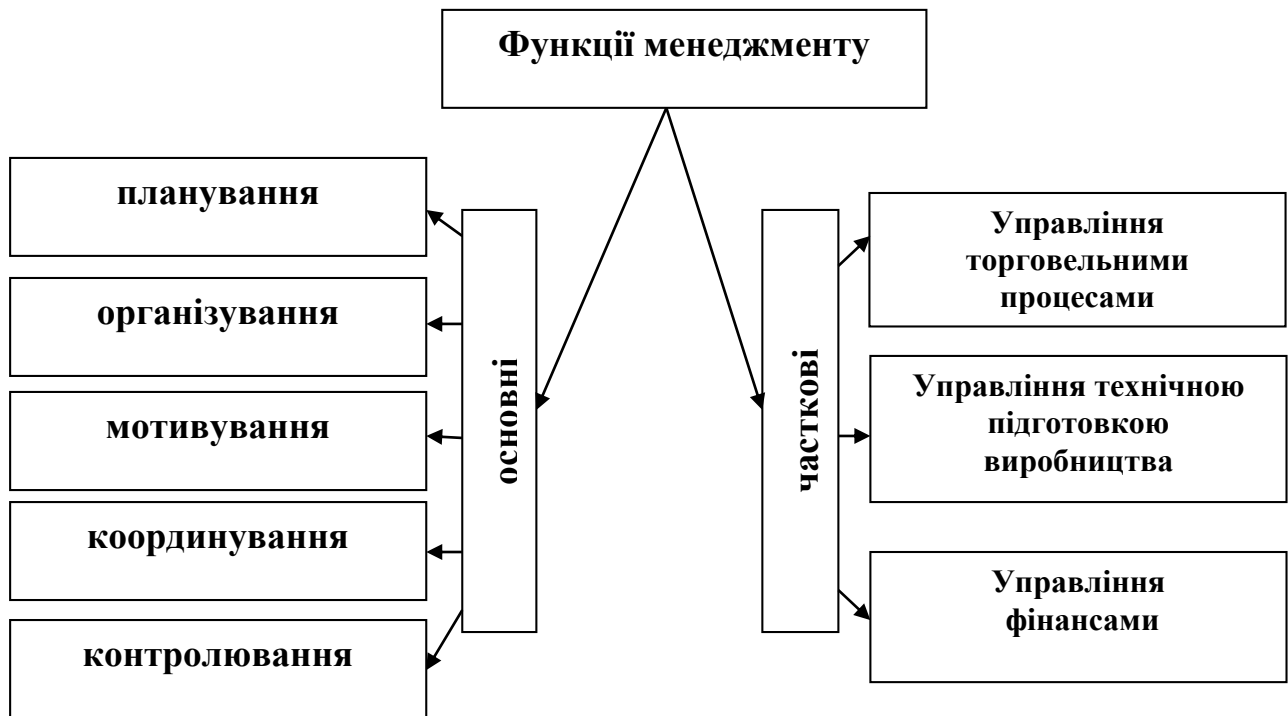 Функції менеджменту
планування
організування
мотивування
координування
контролювання
основні
часткові
Управління
торговельними
процесами
Управління технічною
підготовкою
виробництва
Управління
фінансами